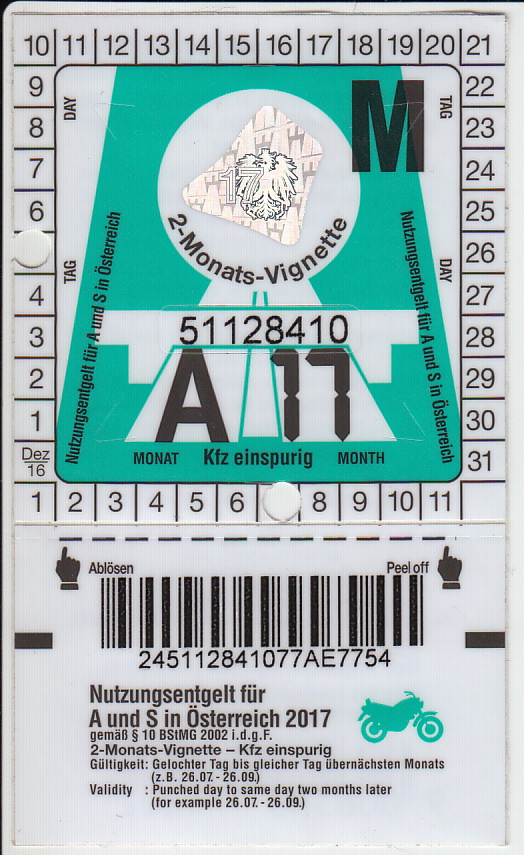 10 11 12 13 14 15 16 17 18 19 20 21
9 DAY M TAG 22
8 23
7 17 24
6 2-Monats-Vignette 25
26
TAG DAY
4 27
Nutzungsentgelt für A und S in Österreich
Nutzungsentgelt für A und S in Österreich
3 51128410 28
2 A 17 29
1 30
Dez 16 MONAT Kfz einspurig MONTH 31
1 2 3 4 5 6 8 9 10 11
Ablösen Peel off
245112841077AE7754
Nutzungsentgelt für
A und S in Österreich 2017
gemäß § 10 BStMG 2002 i.d.g.F.
2-Monats-Vignette – Kfz einspurig
Gültigkeit: Gelochter Tag bis gleicher Tag übernächsten Monats
(z.B. 26.07. - 26.09.)
Validity : Punched day to same day two months later
(for example 26.07. - 26.09.)